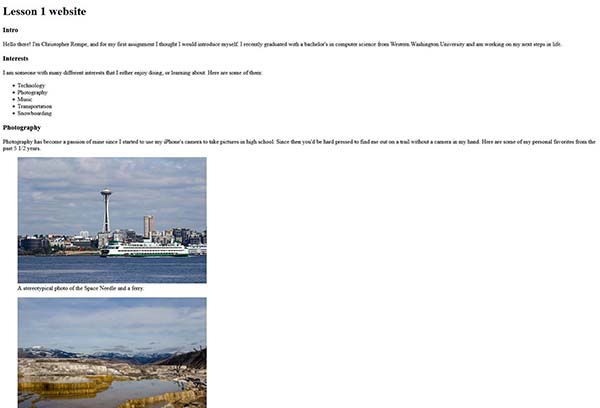 Lesson 1 website
Intro
Hello there! I'm Christopher Rempe, and for my first assignment I thought I would introduce myself. I recently graduated with a bachelor's in computer science from Western Washington University and am working on my next steps in life.
Interests
I am someone with many different interests that I either enjoy doing, or learning about. Here are some of them:
• Technology
• Photography
• Music
• Transportation
• Snowboarding
Photography
Photography has become a passion of mine since I started to use my iPhone's camera to take pictures in high school. Since then you'd be hard pressed to find me out on a trail without a camera in my hand. Here are some of my personal favorites from the
past 5 1/2 years.
A stereotypical photo of the Space Needle and a ferry.